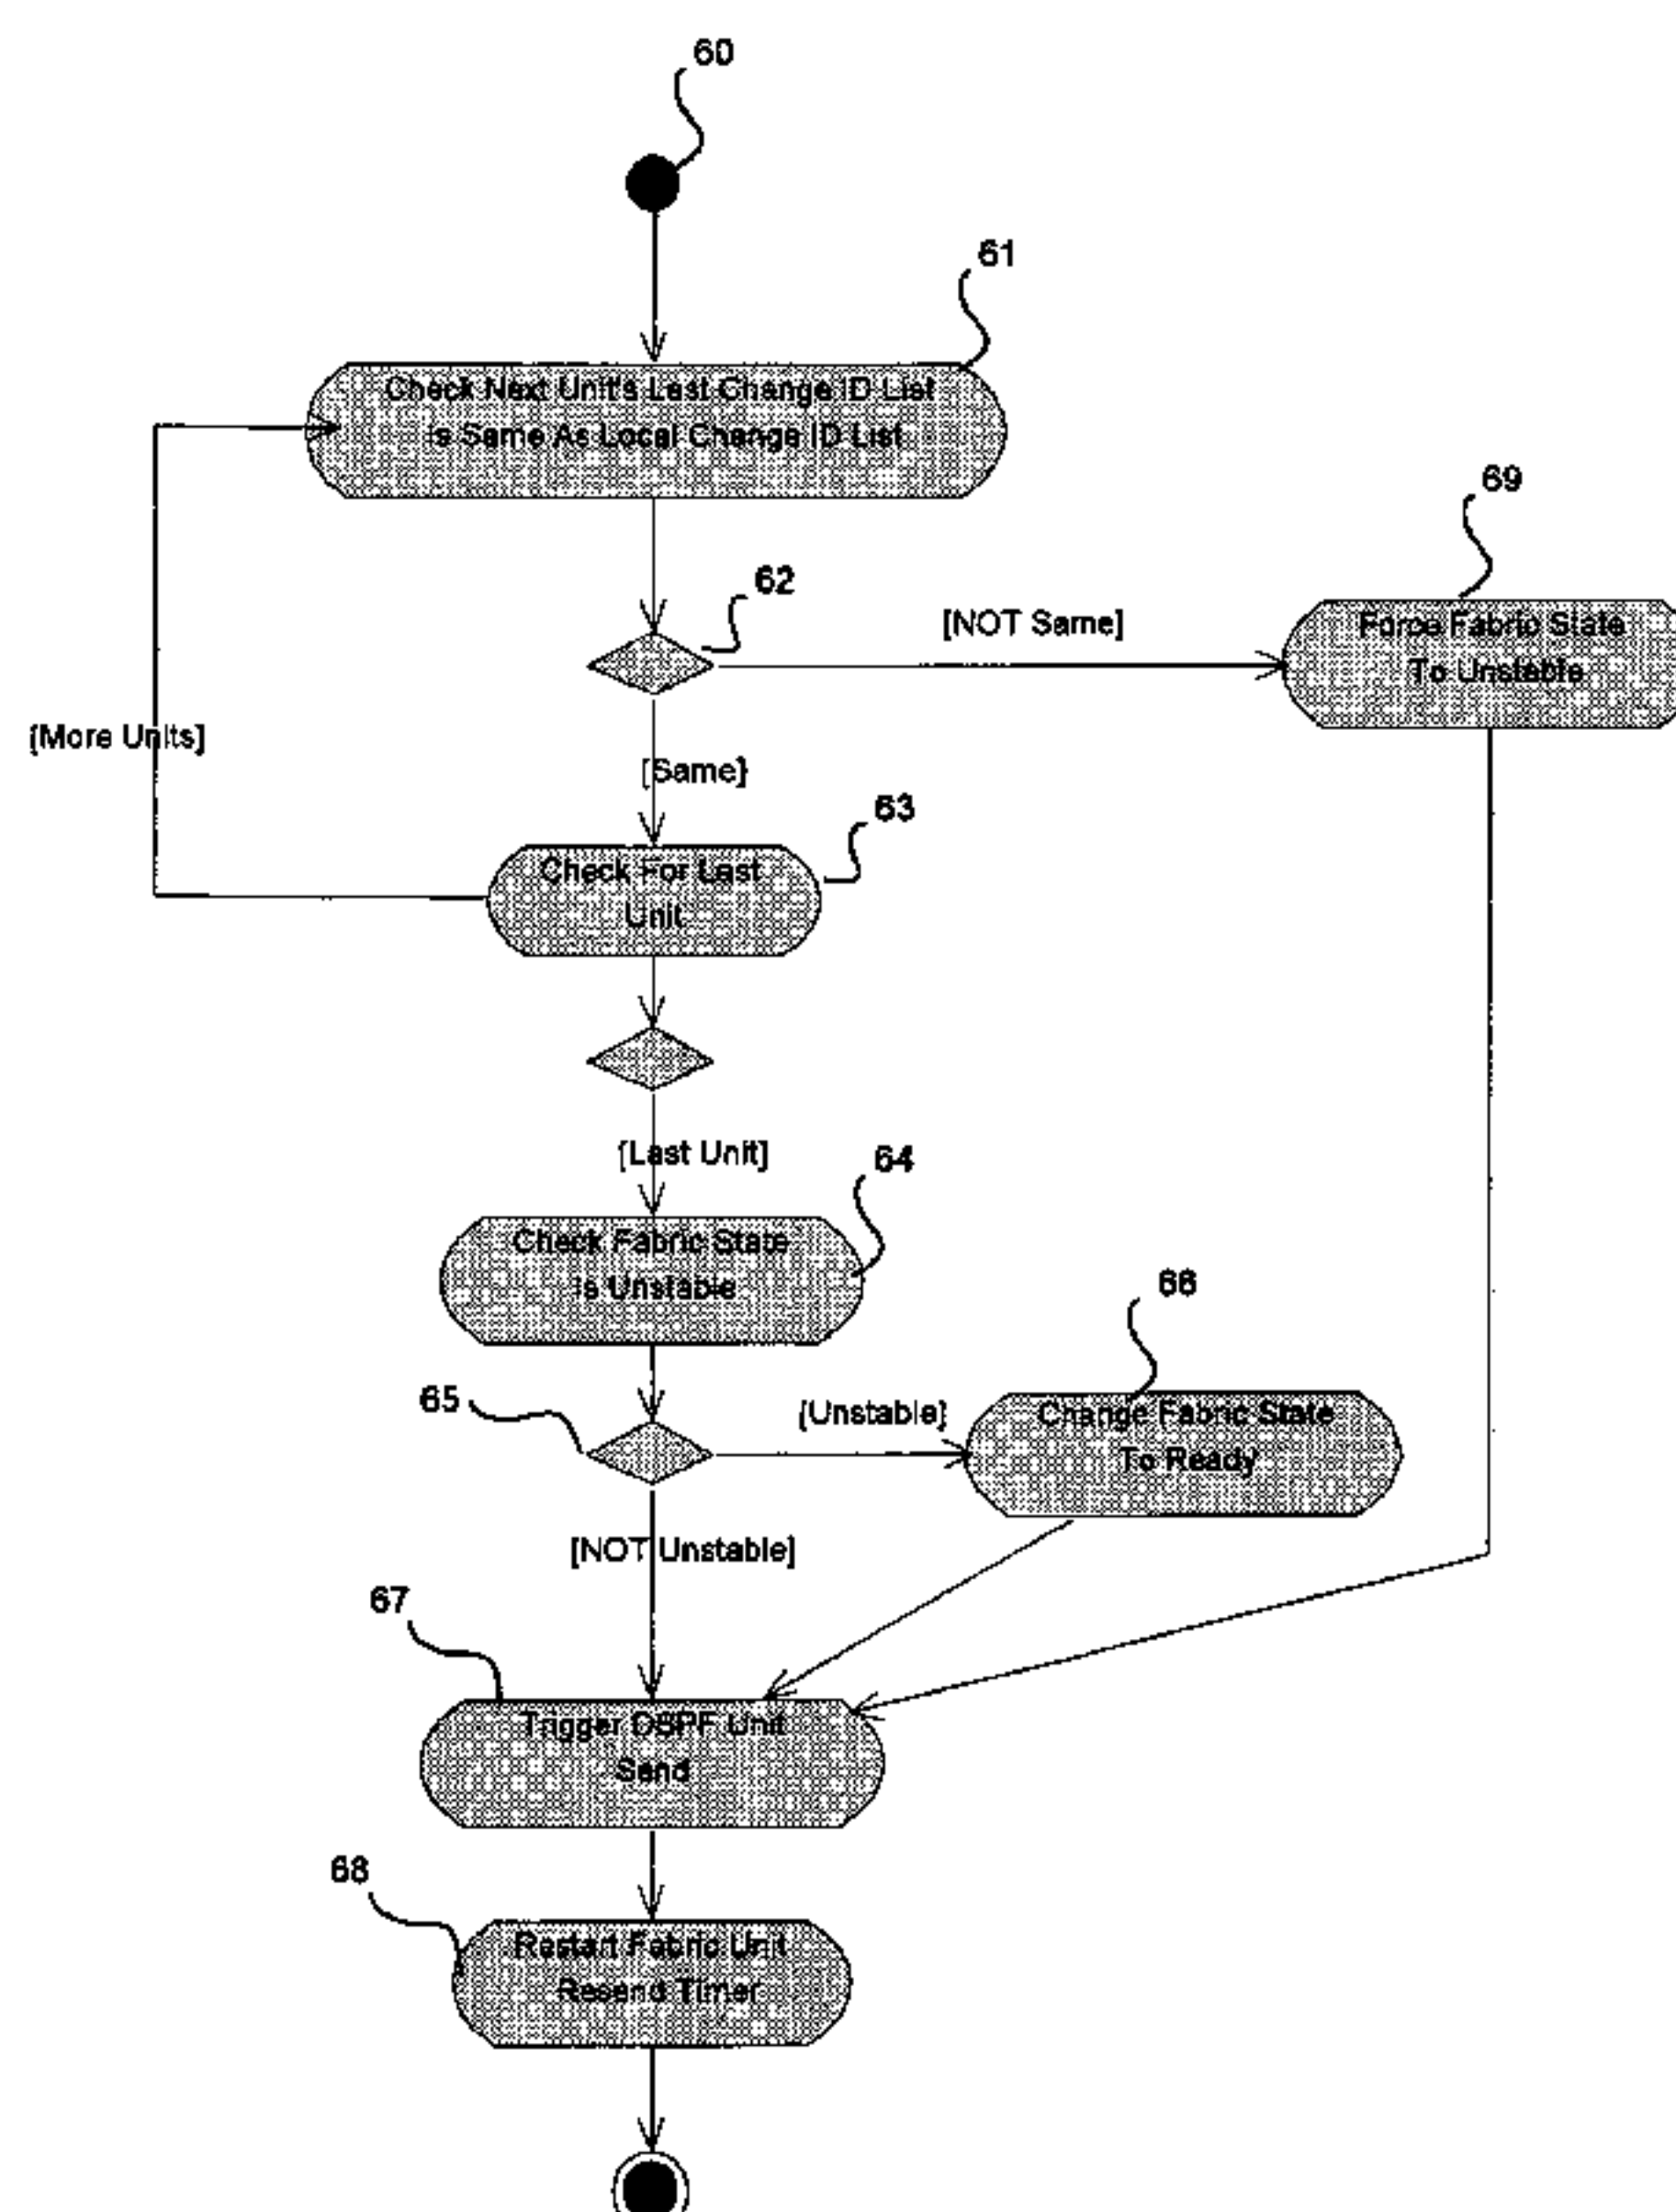 60
61
Check Next Unit's Last Change ID List
is Same As Local Change ID List
69
62
[NOT Same]
Force Fabric State
To Unstable
[More Units]
[Same]
63
Check For Last
Unit
[Last Unit]
64
Check Fabric State
is Unstable
66
65
[Unstable]
Change Fabric State
To Ready
[NOT Unstable]
67
Trigger DSPF Unit
Send
68
Restart Fabric Unit
Resend Timer